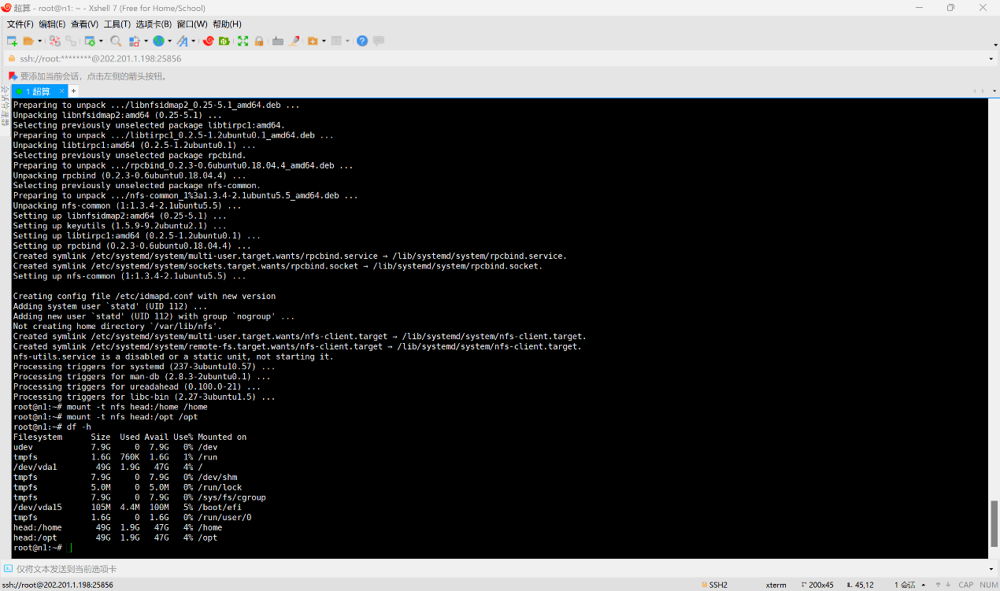 超算 - root@n1: ~ - Xshell 7 (Free for Home/School)
文件(F) 编辑(E) 查看(V) 工具(T) 选项卡(B) 窗口(W) 帮助(H)
ssh://root:********@202.201.1.198:25856
要添加当前会话，点击左侧的箭头按钮。
会话管理器
1 超算 × +
Preparing to unpack .../libnfsidmap2_0.25-5.1_amd64.deb ...
Unpacking libnfsidmap2:amd64 (0.25-5.1) ...
Selecting previously unselected package libtirpc1:amd64.
Preparing to unpack .../libtirpc1_0.2.5-1.2ubuntu0.1_amd64.deb ...
Unpacking libtirpc1:amd64 (0.2.5-1.2ubuntu0.1) ...
Selecting previously unselected package rpcbind.
Preparing to unpack .../rpcbind_0.2.3-0.6ubuntu0.18.04.4_amd64.deb ...
Unpacking rpcbind (0.2.3-0.6ubuntu0.18.04.4) ...
Selecting previously unselected package nfs-common.
Preparing to unpack .../nfs-common_1%3a1.3.4-2.1ubuntu5.5_amd64.deb ...
Unpacking nfs-common (1:1.3.4-2.1ubuntu5.5) ...
Setting up libnfsidmap2:amd64 (0.25-5.1) ...
Setting up keyutils (1.5.9-9.2ubuntu2.1) ...
Setting up libtirpc1:amd64 (0.2.5-1.2ubuntu0.1) ...
Setting up rpcbind (0.2.3-0.6ubuntu0.18.04.4) ...
Created symlink /etc/systemd/system/multi-user.target.wants/rpcbind.service → /lib/systemd/system/rpcbind.service.
Created symlink /etc/systemd/system/sockets.target.wants/rpcbind.socket → /lib/systemd/system/rpcbind.socket.
Setting up nfs-common (1:1.3.4-2.1ubuntu5.5) ...
Creating config file /etc/idmapd.conf with new version
Adding system user `statd' (UID 112) ...
Adding new user `statd' (UID 112) with group `nogroup' ...
Not creating home directory `/var/lib/nfs'.
Created symlink /etc/systemd/system/multi-user.target.wants/nfs-client.target → /lib/systemd/system/nfs-client.target.
Created symlink /etc/systemd/system/remote-fs.target.wants/nfs-client.target → /lib/systemd/system/nfs-client.target.
nfs-utils.service is a disabled or a static unit, not starting it.
Processing triggers for systemd (237-3ubuntu10.57) ...
Processing triggers for man-db (2.8.3-2ubuntu0.1) ...
Processing triggers for ureadahead (0.100.0-21) ...
Processing triggers for libc-bin (2.27-3ubuntu1.5) ...
root@n1:~# mount -t nfs head:/home /home
root@n1:~# mount -t nfs head:/opt /opt
root@n1:~# df -h
Filesystem      Size  Used Avail Use% Mounted on
udev            7.9G     0  7.9G   0% /dev
tmpfs           1.6G  760K  1.6G   1% /run
/dev/vda1        49G  1.9G   47G   4% /
tmpfs           7.9G     0  7.9G   0% /dev/shm
tmpfs           5.0M     0  5.0M   0% /run/lock
tmpfs           7.9G     0  7.9G   0% /sys/fs/cgroup
/dev/vda15      105M  4.4M  100M   5% /boot/efi
tmpfs           1.6G     0  1.6G   0% /run/user/0
head:/home       49G  1.9G   47G   4% /home
head:/opt        49G  1.9G   47G   4% /opt
root@n1:~#
仅将文本发送到当前选项卡
ssh://root@202.201.1.198:25856 SSH2 xterm 200x45 45,12 1 会话 CAP NUM